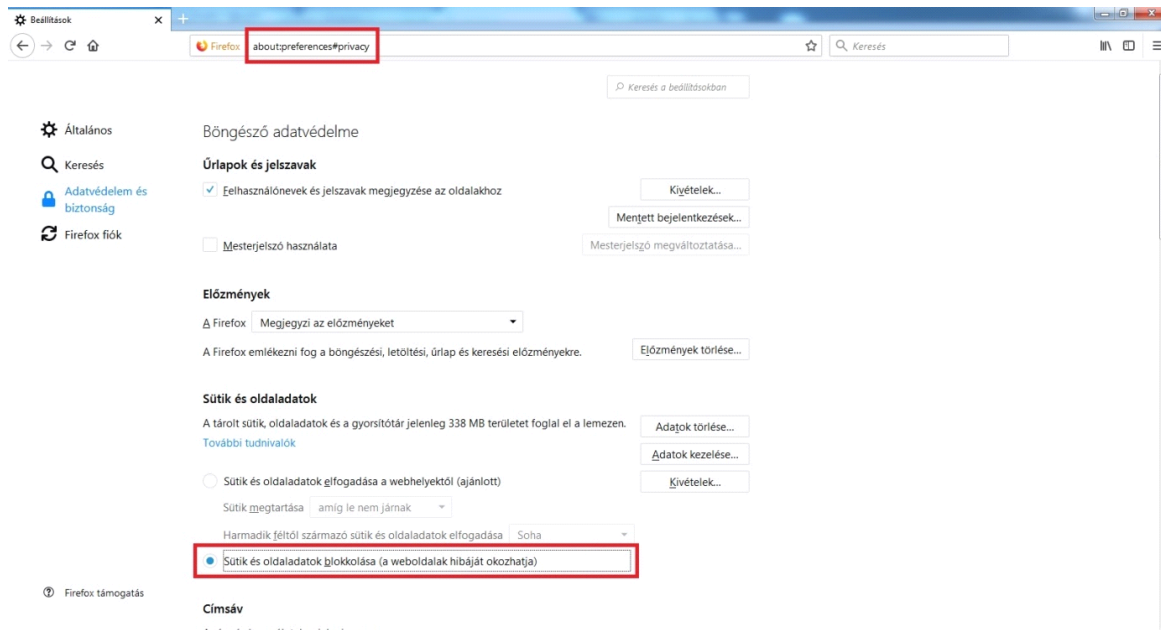 Beállítások
Firefox about:preferences#privacy Keresés
Keresés a beállításokban
Általános
Keresés
Adatvédelem és
biztonság
Firefox fiók
Firefox támogatás
Böngésző adatvédelme
Űrlapok és jelszavak
Felhasználónevek és jelszavak megjegyzése az oldalakhoz Kivételek...
Mentett bejelentkezések...
Mesterjelszó használata Mesterjelszó megváltoztatása...
Előzmények
A Firefox Megjegyzi az előzményeket
A Firefox emlékezni fog a böngészési, letöltési, űrlap és keresési előzményekre. Előzmények törlése...
Sütik és oldaladatok
A tárolt sütik, oldaladatok és a gyorsítótár jelenleg 338 MB területet foglal el a lemezen. Adatok törlése...
További tudnivalók
Adatok kezelése...
Sütik és oldaladatok elfogadása a webhelyektől (ajánlott) Kivételek...
Sütik megtartása amíg le nem járnak
Harmadik féltől származó sütik és oldaladatok elfogadása Soha
Sütik és oldaladatok blokkolása (a weboldalak hibáját okozhatja)
Címsáv